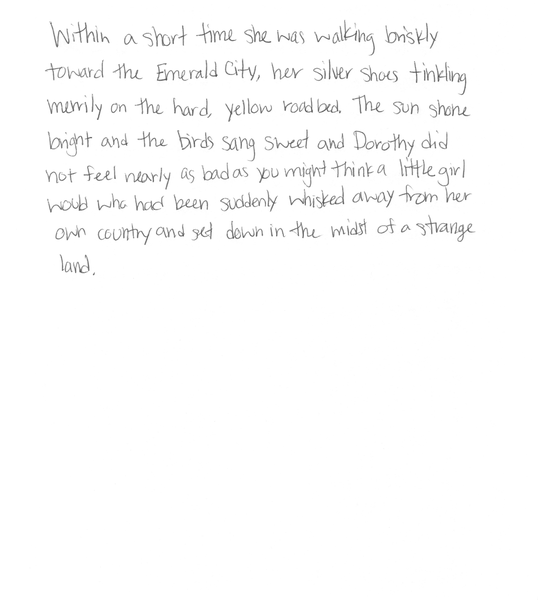 Within a short time she was walking briskly
toward the Emerald City, her silver shoes tinkling
merrily on the hard, yellow roadbed. The sun shone
bright and the birds sang sweet and Dorothy did
not feel nearly as bad as you might think a little girl
would who had been suddenly whisked away from her
own country and set down in the midst of a strange
land.